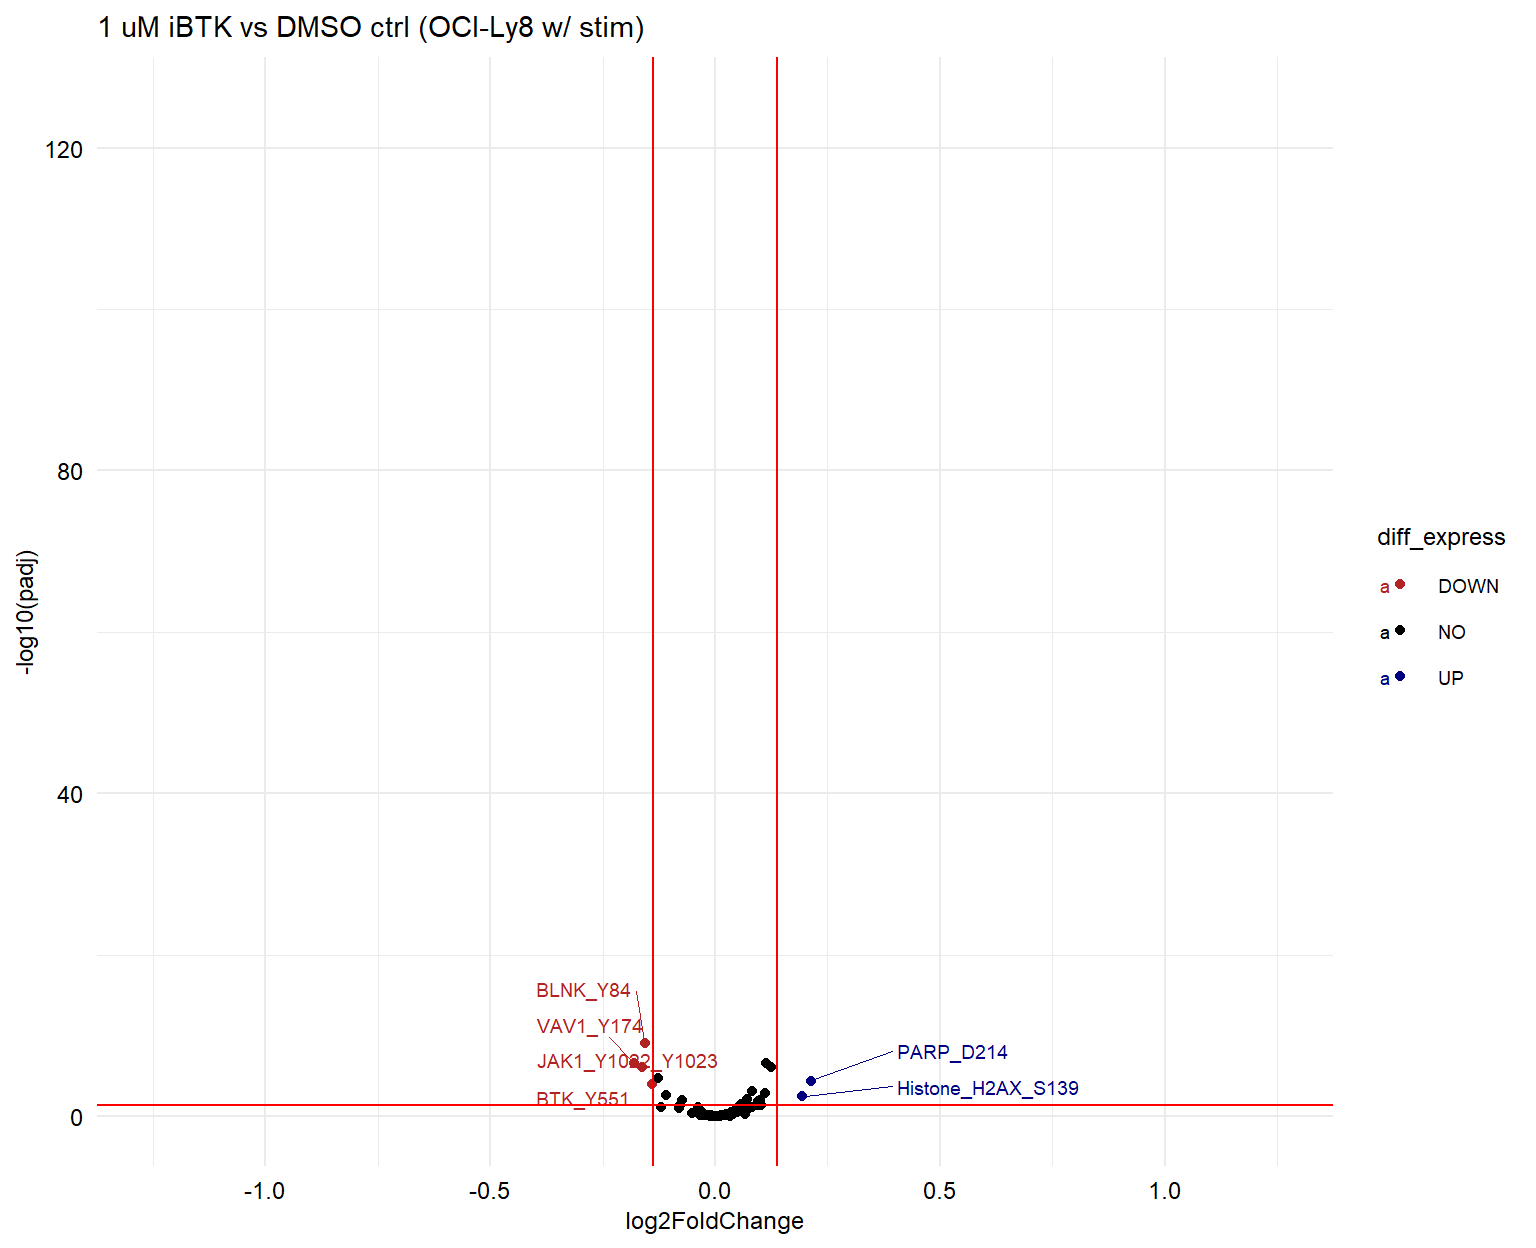 1 uM iBTK vs DMSO ctrl (OCI-Ly8 w/ stim)
120
80
40
0
-log10(padj)
BLNK_Y84
VAV1_Y174
JAK1_Y1022_Y1023
BTK_Y551
PARP_D214
Histone_H2AX_S139
-1.0
-0.5
0.0
0.5
1.0
log2FoldChange
diff_express
a DOWN
a NO
a UP